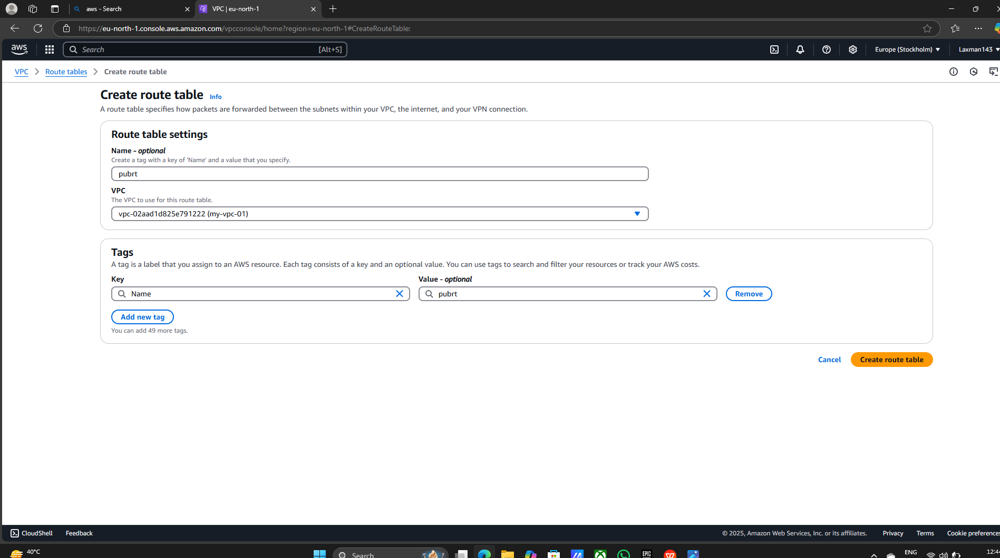 aws - Search
VPC | eu-north-1
https://eu-north-1.console.aws.amazon.com/vpcconsole/home?region=eu-north-1#CreateRouteTable:
aws
Search
[Alt+S]
Europe (Stockholm)
Laxman143
VPC
Route tables
Create route table
Create route table
Info
A route table specifies how packets are forwarded between the subnets within your VPC, the internet, and your VPN connection.
Route table settings
Name - optional
Create a tag with a key of 'Name' and a value that you specify.
pubrt
VPC
The VPC to use for this route table.
vpc-02aad1d825e791222 (my-vpc-01)
Tags
A tag is a label that you assign to an AWS resource. Each tag consists of a key and an optional value. You can use tags to search and filter your resources or track your AWS costs.
Key
Value - optional
Name
pubrt
Remove
Add new tag
You can add 49 more tags.
Cancel
Create route table
CloudShell
Feedback
© 2025, Amazon Web Services, Inc. or its affiliates.
Privacy
Terms
Cookie preferences
40°C
Search
EPIC
ENG